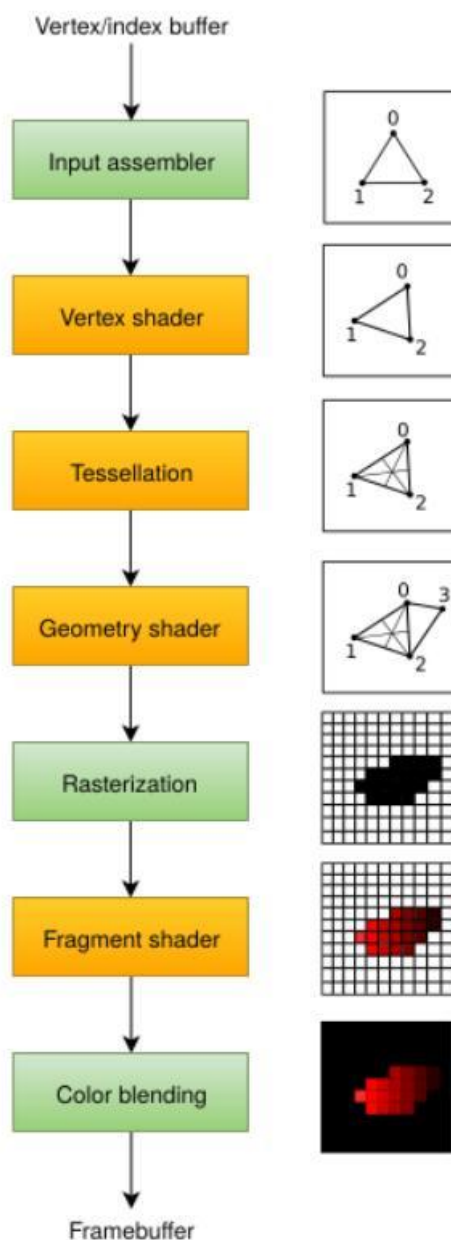 Vertex/index buffer
Input assembler
0
1
2
Vertex shader
0
1
2
Tessellation
0
1
2
Geometry shader
0
3
1
2
Rasterization
Fragment shader
Color blending
Framebuffer